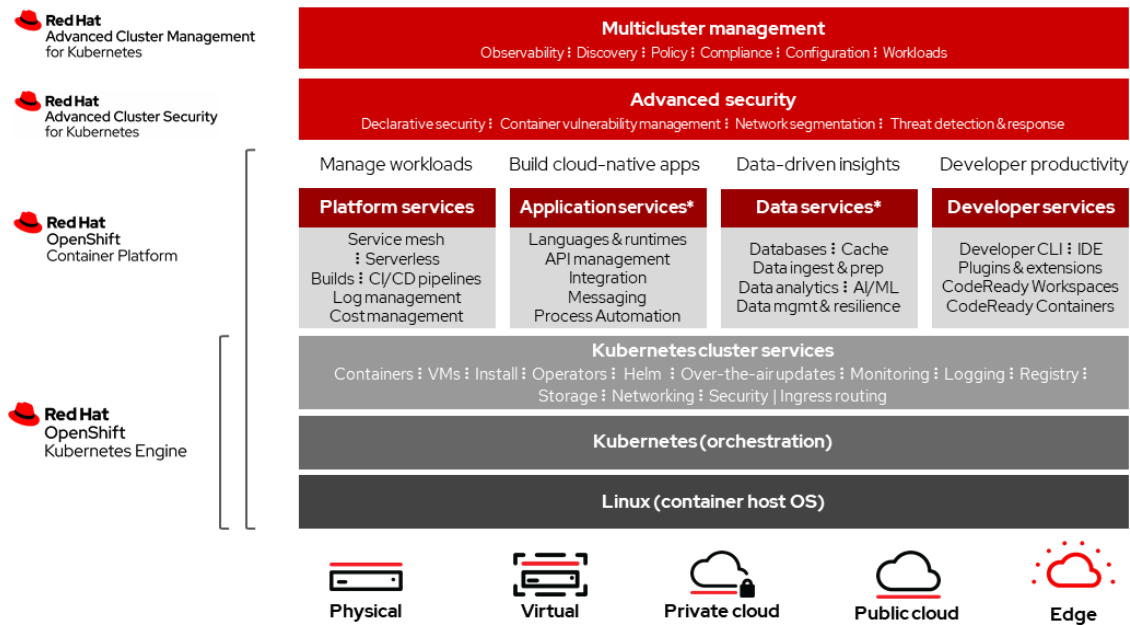 Red Hat
Advanced Cluster Management
for Kubernetes
Multicluster management
Observability ⋮ Discovery ⋮ Policy ⋮ Compliance ⋮ Configuration ⋮ Workloads
Red Hat
Advanced Cluster Security
for Kubernetes
Advanced security
Declarative security ⋮ Container vulnerability management ⋮ Network segmentation ⋮ Threat detection & response
Red Hat
OpenShift
Container Platform
Manage workloads
Platform services
Service mesh
⋮ Serverless
Builds ⋮ CI/CD pipelines
Log management
Cost management
Build cloud-native apps
Application services*
Languages & runtimes
API management
Integration
Messaging
Process Automation
Data-driven insights
Data services*
Databases ⋮ Cache
Data ingest & prep
Data analytics ⋮ AI/ML
Data mgmt & resilience
Developer productivity
Developer services
Developer CLI ⋮ IDE
Plugins & extensions
CodeReady Workspaces
CodeReady Containers
Red Hat
OpenShift
Kubernetes Engine
Kubernetes cluster services
Containers ⋮ VMs ⋮ Install ⋮ Operators ⋮ Helm ⋮ Over-the-air updates ⋮ Monitoring ⋮ Logging ⋮ Registry ⋮
Storage ⋮ Networking ⋮ Security | Ingress routing
Kubernetes (orchestration)
Linux (container host OS)
Physical
Virtual
Private cloud
Public cloud
Edge